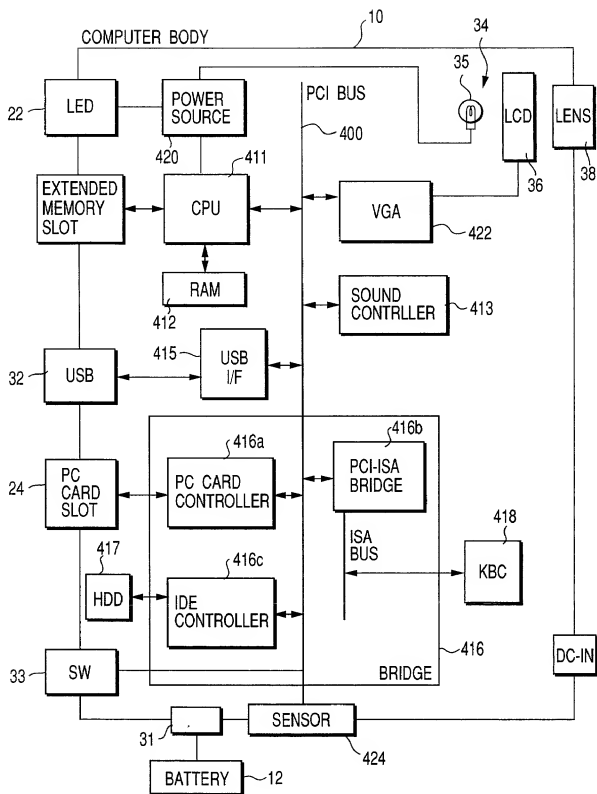 COMPUTER BODY
10
34
35
22
LED
POWER
SOURCE
420
PCI BUS
400
LCD
36
LENS
38
EXTENDED
MEMORY
SLOT
411
CPU
VGA
422
RAM
412
SOUND
CONTRLLER
413
415
USB
I/F
32
USB
416a
PC CARD
CONTROLLER
416b
PCI-ISA
BRIDGE
24
PC
CARD
SLOT
ISA
BUS
418
KBC
417
HDD
416c
IDE
CONTROLLER
416
BRIDGE
DC-IN
33
SW
31
SENSOR
424
BATTERY
12